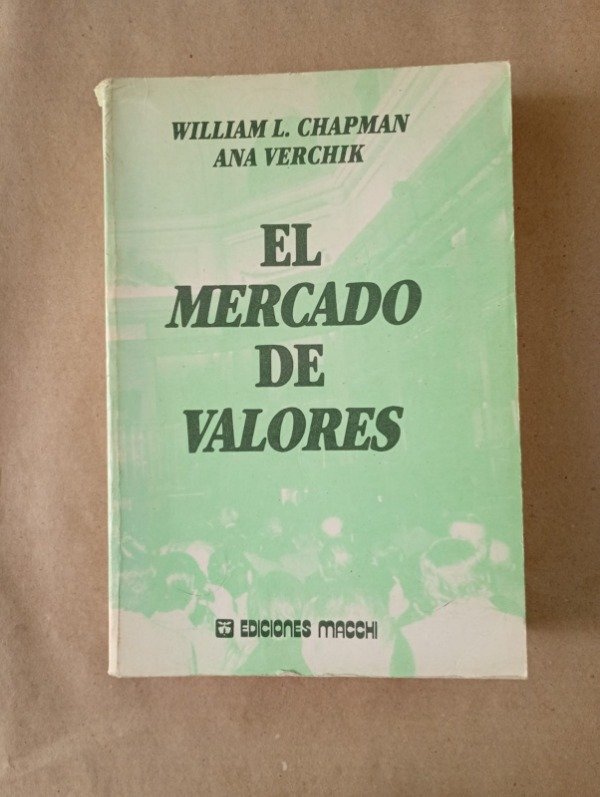 WILLIAM L. CHAPMAN
ANA VERCHIK
EL
MERCADO
DE
VALORES
EDICIONES MACCHI